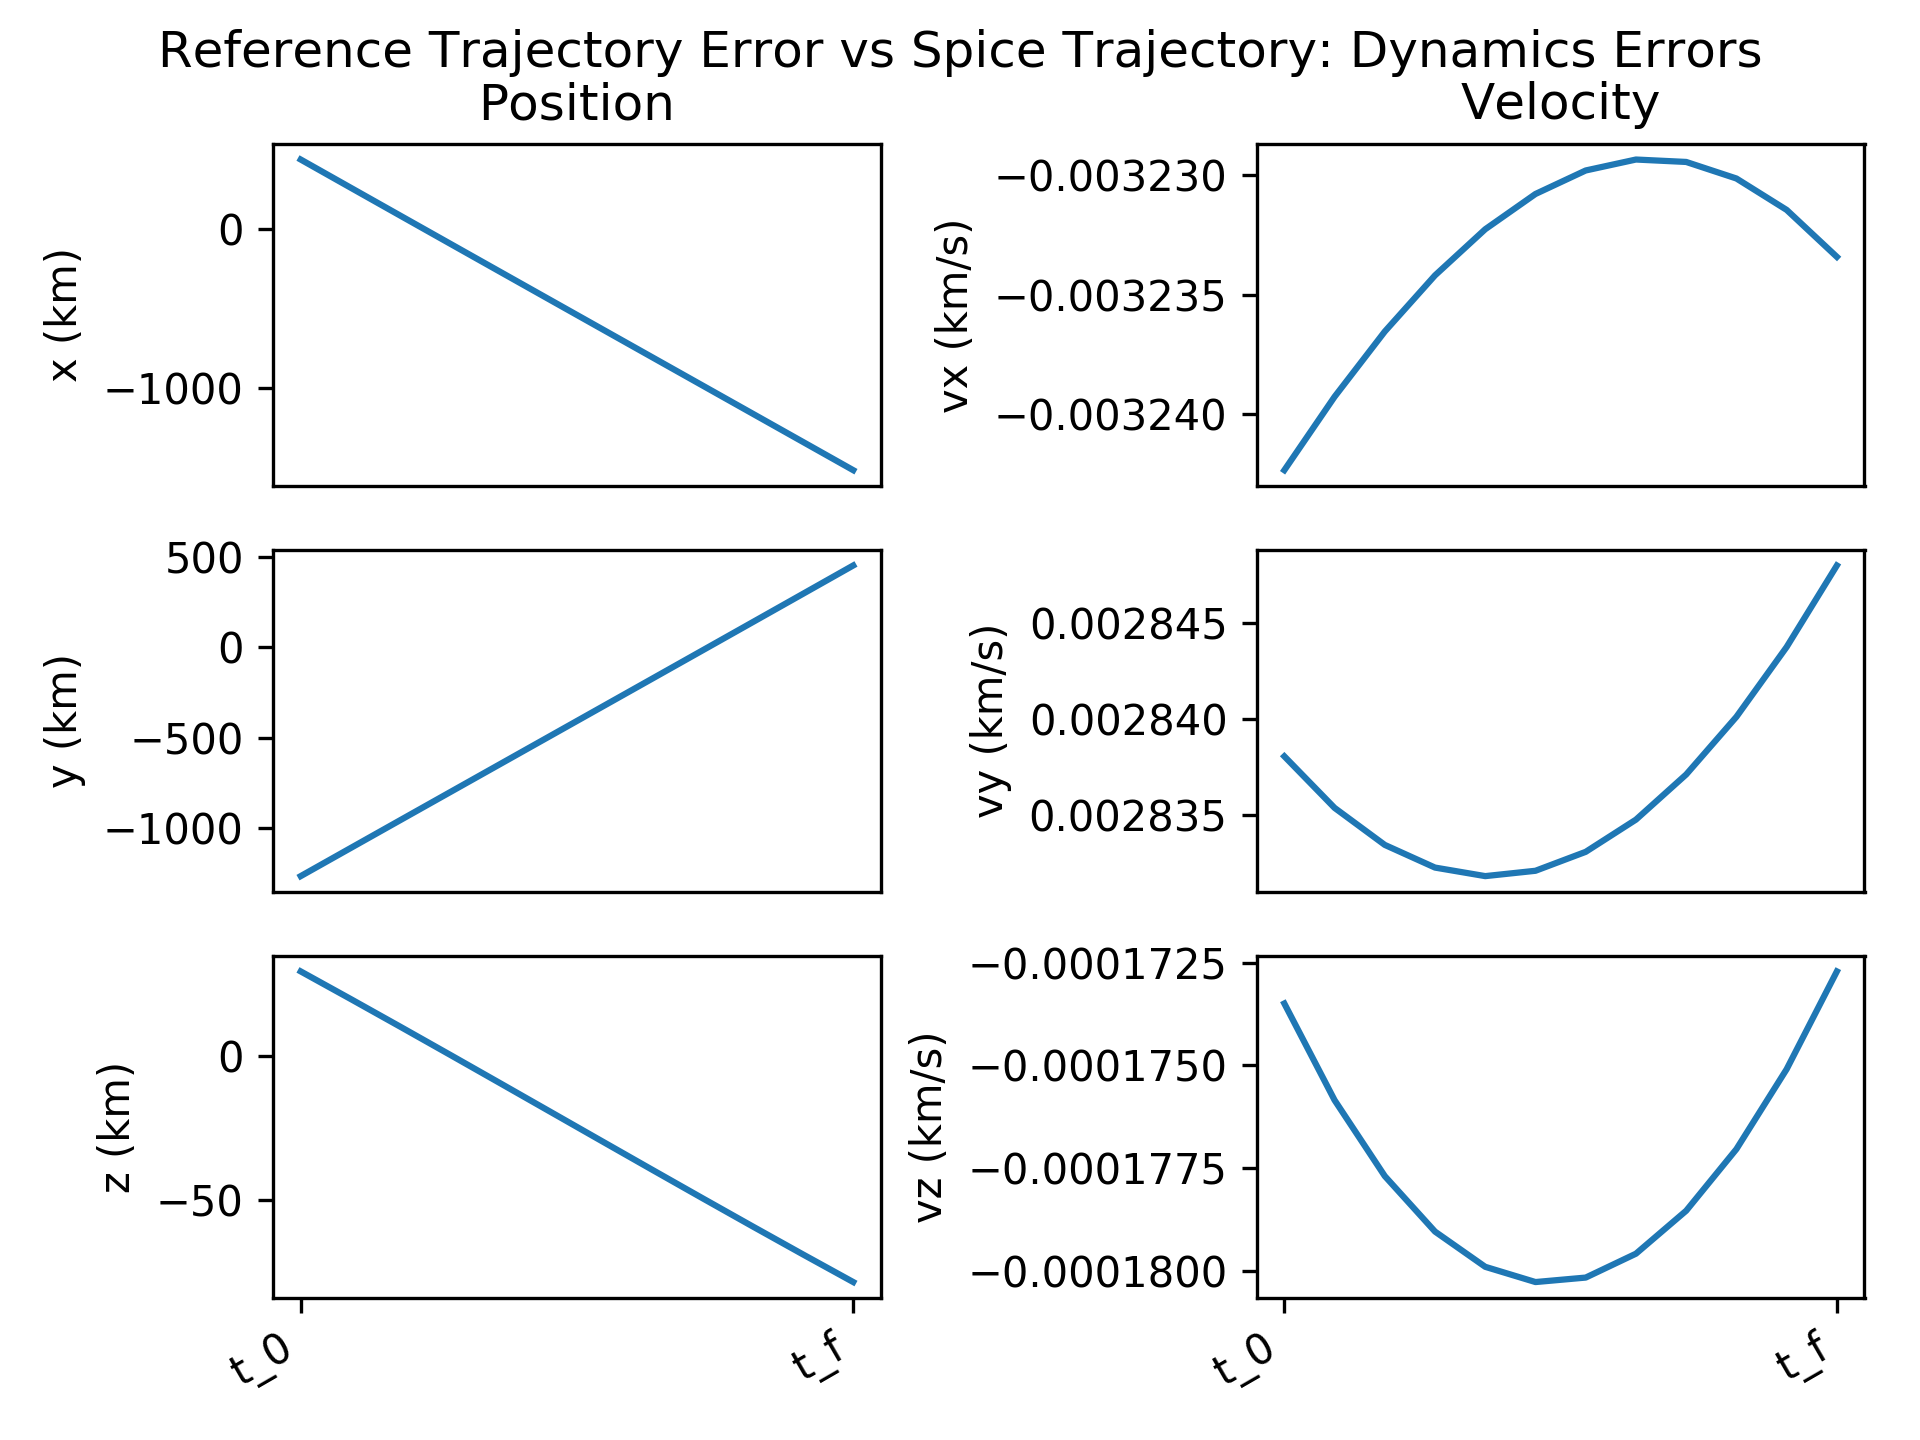 Reference Trajectory Error vs Spice Trajectory: Dynamics Errors
Position
Velocity
x (km)
0
−1000
vx (km/s)
−0.003230
−0.003235
−0.003240
y (km)
500
0
−500
−1000
vy (km/s)
0.002845
0.002840
0.002835
z (km)
0
−50
vz (km/s)
−0.0001725
−0.0001750
−0.0001775
−0.0001800
t_0
t_f
t_0
t_f